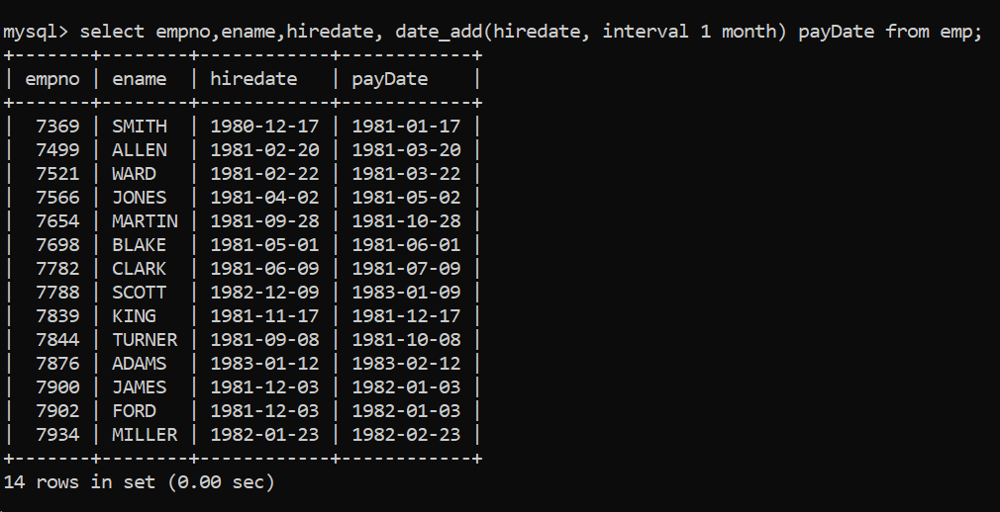 mysql> select empno,ename,hiredate, date_add(hiredate, interval 1 month) payDate from emp;
+-------+--------+------------+------------+
| empno | ename  | hiredate   | payDate    |
+-------+--------+------------+------------+
|  7369 | SMITH  | 1980-12-17 | 1981-01-17 |
|  7499 | ALLEN  | 1981-02-20 | 1981-03-20 |
|  7521 | WARD   | 1981-02-22 | 1981-03-22 |
|  7566 | JONES  | 1981-04-02 | 1981-05-02 |
|  7654 | MARTIN | 1981-09-28 | 1981-10-28 |
|  7698 | BLAKE  | 1981-05-01 | 1981-06-01 |
|  7782 | CLARK  | 1981-06-09 | 1981-07-09 |
|  7788 | SCOTT  | 1982-12-09 | 1983-01-09 |
|  7839 | KING   | 1981-11-17 | 1981-12-17 |
|  7844 | TURNER | 1981-09-08 | 1981-10-08 |
|  7876 | ADAMS  | 1983-01-12 | 1983-02-12 |
|  7900 | JAMES  | 1981-12-03 | 1982-01-03 |
|  7902 | FORD   | 1981-12-03 | 1982-01-03 |
|  7934 | MILLER | 1982-01-23 | 1982-02-23 |
+-------+--------+------------+------------+
14 rows in set (0.00 sec)